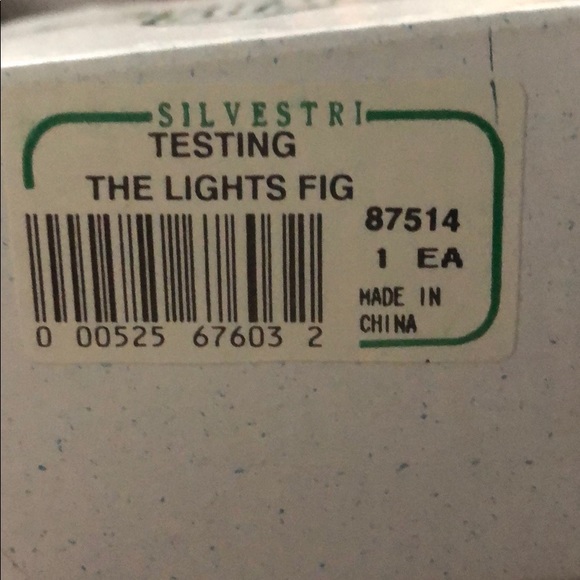 SILVESTRI
TESTING
THE LIGHTS FIG
87514
1 EA
MADE IN
CHINA
0 00525 67603 2